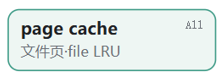 page cache
A11
文件页·file LRU